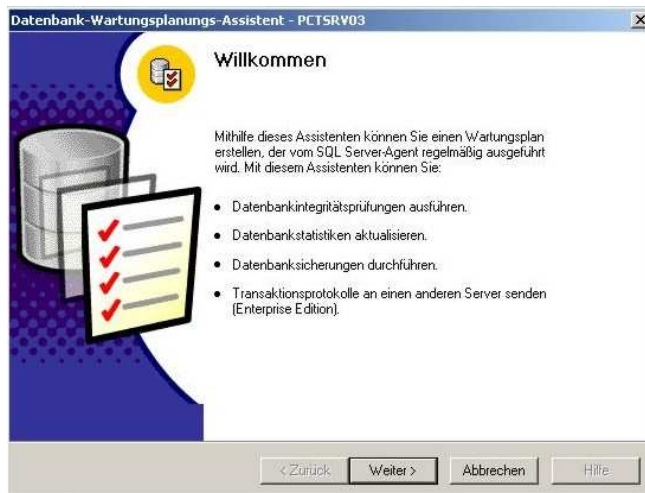 Datenbank-Wartungsplanungs-Assistent - PCTSRV03
Willkommen
Mithilfe dieses Assistenten können Sie einen Wartungsplan
erstellen, der vom SQL Server-Agent regelmäßig ausgeführt
wird. Mit diesem Assistenten können Sie:
• Datenbankintegritätsprüfungen ausführen.
• Datenbankstatistiken aktualisieren.
• Datenbanksicherungen durchführen.
• Transaktionsprotokolle an einen anderen Server senden
(Enterprise Edition).
< Zurück Weiter > Abbrechen Hilfe